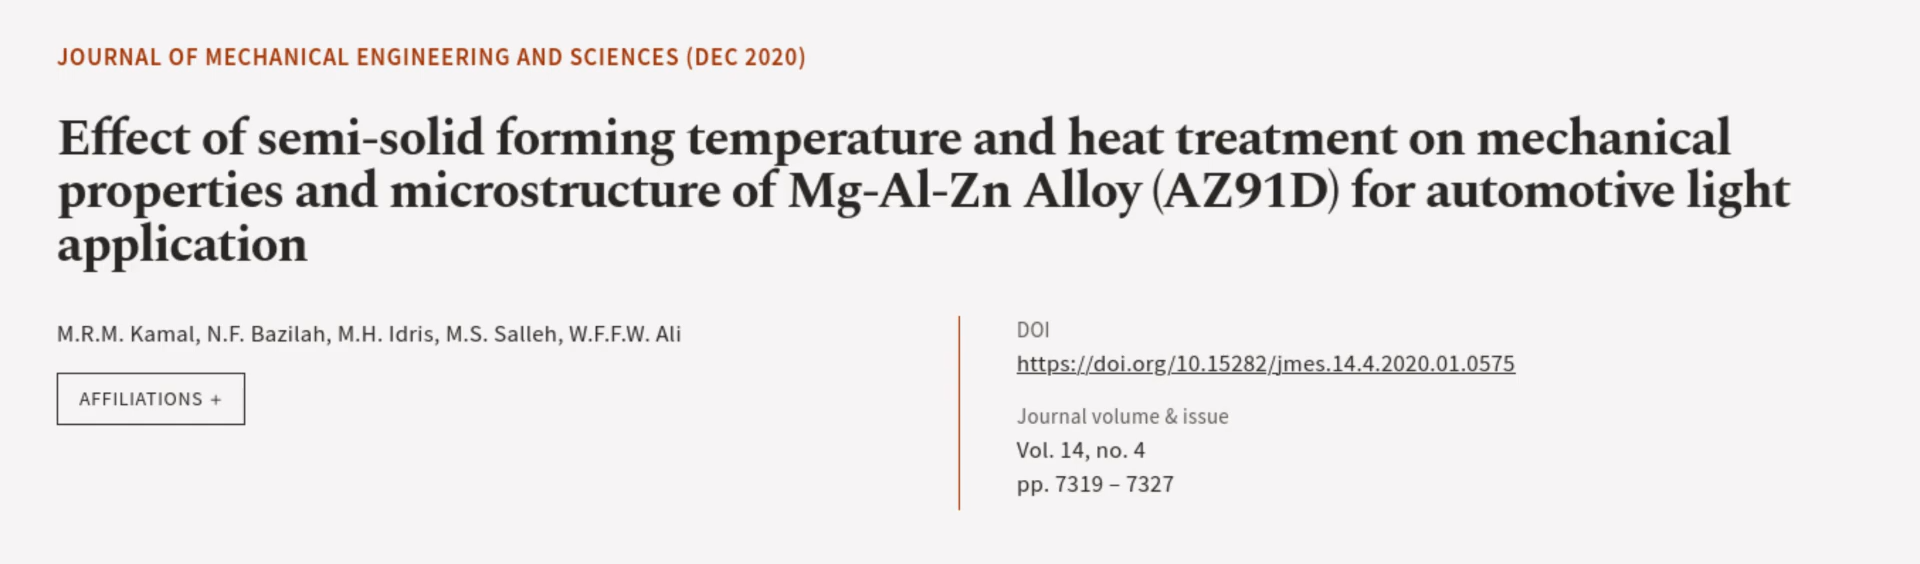 JOURNAL OF MECHANICAL ENGINEERING AND SCIENCES (DEC 2020)
Effect of semi-solid forming temperature and heat treatment on mechanical
properties and microstructure of Mg-Al-Zn Alloy (AZ91D) for automotive light
application
M.R.M. Kamal, N.F. Bazilah, M.H. Idris, M.S. Salleh, W.F.F.W. Ali
AFFILIATIONS +
DOI
https://doi.org/10.15282/jmes.14.4.2020.01.0575
Journal volume & issue
Vol. 14, no. 4
pp. 7319 – 7327